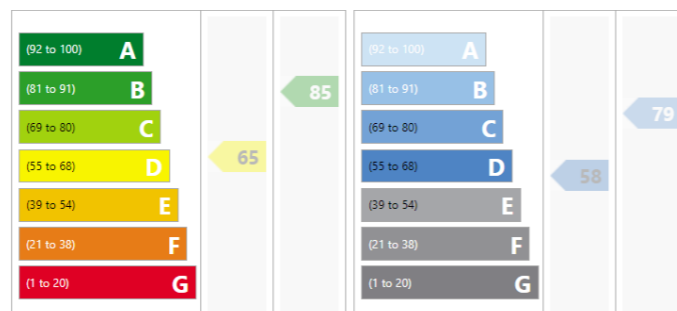 (92 to 100) A
(81 to 91) B
85
(69 to 80) C
(55 to 68) D
65
(39 to 54) E
(21 to 38) F
(1 to 20) G
(92 to 100) A
(81 to 91) B
(69 to 80) C
79
(55 to 68) D
58
(39 to 54) E
(21 to 38) F
(1 to 20) G